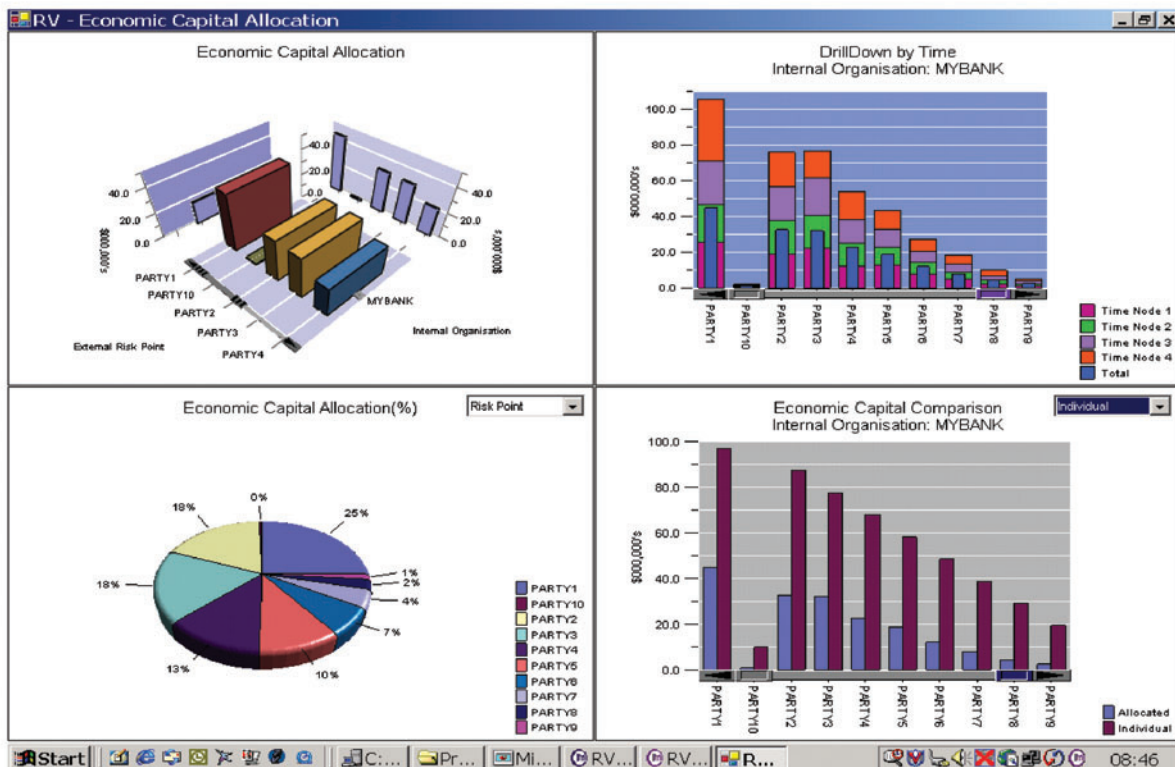 RV - Economic Capital Allocation
Economic Capital Allocation
40.0
20.0
0.0
$000,000's
40.0
20.0
0.0
40.0
20.0
0.0
$000,000's
PARTY1
PARTY10
PARTY2
PARTY3
PARTY4
MYBANK
External Risk Point
Internal Organisation
DrillDown by Time
Internal Organisation: MYBANK
100.0
80.0
60.0
40.0
20.0
0.0
$000,000's
PARTY1
PARTY10
PARTY2
PARTY3
PARTY4
PARTY5
PARTY6
PARTY7
PARTY8
PARTY9
Time Node 1
Time Node 2
Time Node 3
Time Node 4
Total
Economic Capital Allocation(%)
Risk Point
0%
18%
25%
18%
1%
2%
4%
7%
13%
10%
PARTY1
PARTY10
PARTY2
PARTY3
PARTY4
PARTY5
PARTY6
PARTY7
PARTY8
PARTY9
Economic Capital Comparison
Internal Organisation: MYBANK
Individual
100.0
80.0
60.0
40.0
20.0
0.0
$000,000's
PARTY1
PARTY10
PARTY2
PARTY3
PARTY4
PARTY5
PARTY6
PARTY7
PARTY8
PARTY9
Allocated
Individual
Start
C:...
Pr...
Mi...
RV...
RV...
R...
08:46